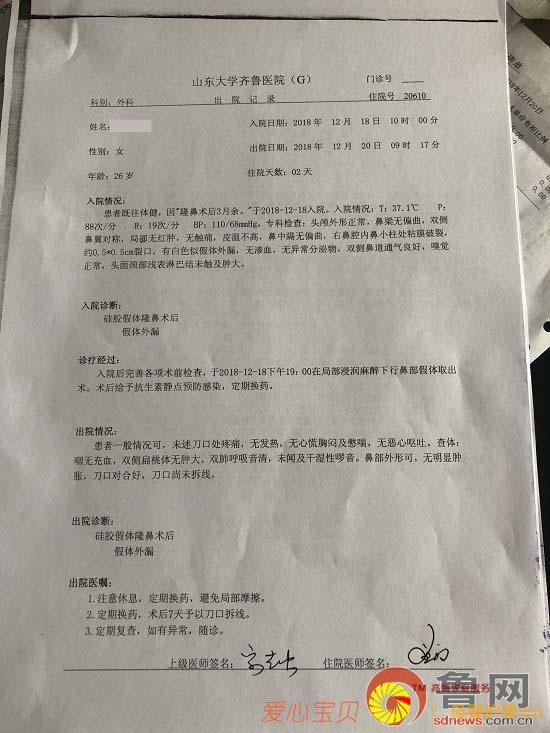 山东大学齐鲁医院（G） 门诊号
科别：外科 出 院 记 录 住院号 20610
姓名： 入院日期：2018 年 12 月 18日 10 时 00分
性别：女 出院日期：2018 年 12 月 20日 09 时 17分
年龄：26 岁 住院天数：02 天
入院情况：
患者既往体健，因"隆鼻术后3月余。"于2018-12-18入院。入院情况：T：37.1℃ P：
88次/分 R：19次/分 BP：110/68mmHg，专科检查：头颅外形正常，鼻梁无偏曲，双侧
鼻翼对称，局部无红肿，无触痛，皮温不高，鼻中隔无偏曲，右鼻腔内鼻小柱处粘膜破裂，
约0.5*0.5cm裂口，有白色似假体外漏，无渗血，无异常分泌物，双侧鼻道通气良好，嗅觉
正常，头面颈部浅表淋巴结未触及肿大。
入院诊断：
硅胶假体隆鼻术后
假体外漏
诊疗经过：
入院后完善各项术前检查，于2018-12-18下午19：00在局部浸润麻醉下行鼻部假体取出
术。术后给予抗生素静点预防感染，定期换药。
出院情况：
患者一般情况可，未述刀口处疼痛，无发热，无心慌胸闷及憋喘，无恶心呕吐。查体：
咽无充血，双侧扁桃体无肿大。双肺呼吸音清，未闻及干湿性啰音。鼻部外形可，无明显肿
胀，刀口对合好，刀口尚未拆线。
出院诊断：
硅胶假体隆鼻术后
假体外漏
出院医嘱：
1.注意休息，定期换药，避免局部摩擦。
2.定期换药，术后7天予以刀口拆线。
3.定期复查，如有异常，随诊。
上级医师签名： 住院医师签名：
爱心宝贝
鲁网
sdnews.com.cn
年12月20日
0.00